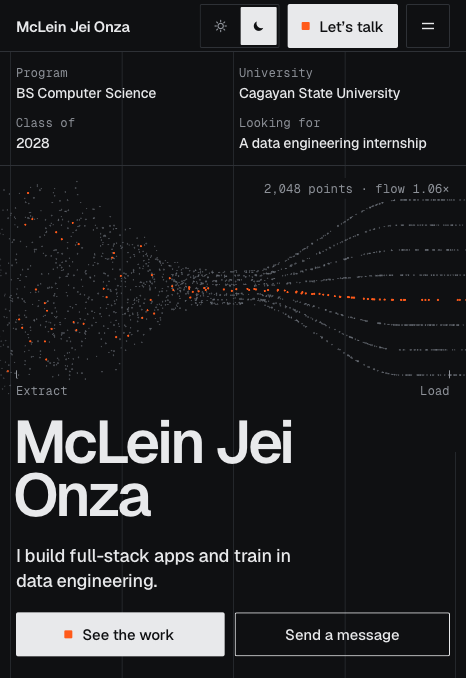 McLein Jei Onza
Let's talk
Program
BS Computer Science
University
Cagayan State University
Class of
2028
Looking for
A data engineering internship
2,048 points · flow 1.06×
Extract
Load
McLein Jei
Onza
I build full-stack apps and train in
data engineering.
See the work
Send a message